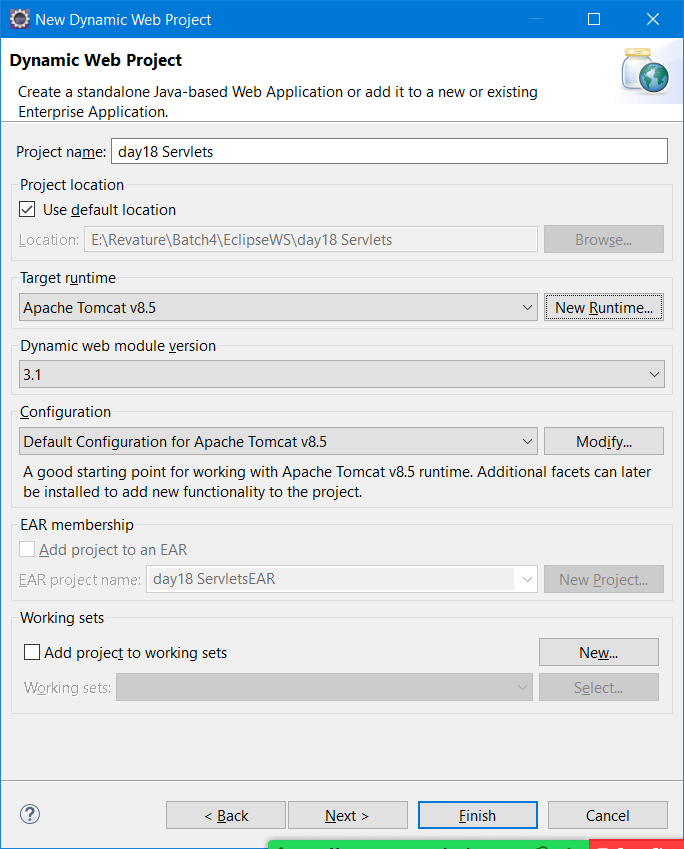 New Dynamic Web Project
Dynamic Web Project
Create a standalone Java-based Web Application or add it to a new or existing
Enterprise Application.
Project name: day18 Servlets
Project location
Use default location
Location: E:\Revature\Batch4\EclipseWS\day18 Servlets Browse...
Target runtime
Apache Tomcat v8.5 New Runtime...
Dynamic web module version
3.1
Configuration
Default Configuration for Apache Tomcat v8.5 Modify...
A good starting point for working with Apache Tomcat v8.5 runtime. Additional facets can later
be installed to add new functionality to the project.
EAR membership
Add project to an EAR
EAR project name: day18 ServletsEAR New Project...
Working sets
Add project to working sets New...
Working sets: Select...
? < Back Next > Finish Cancel